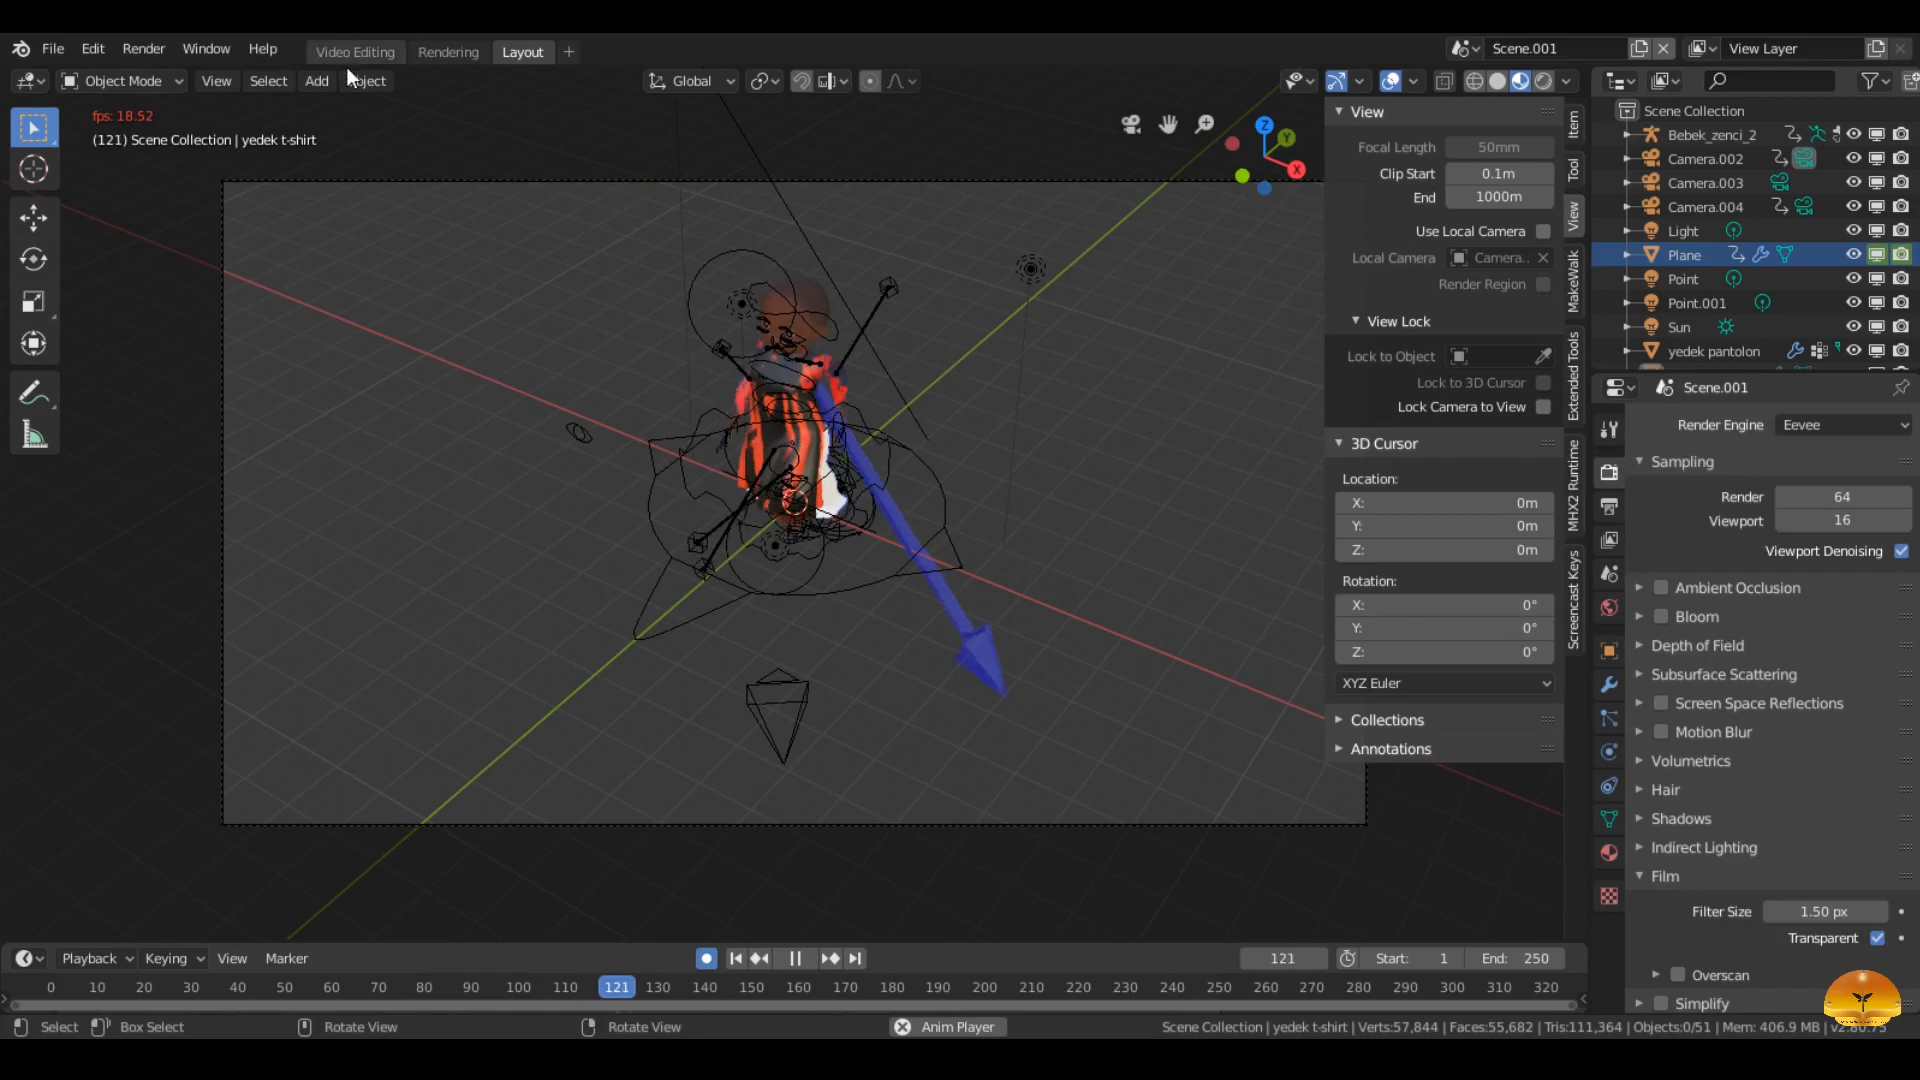 File Edit Render Window Help Video Editing Rendering Layout + Scene.001 View Layer
Object Mode View Select Add Object Global
fps: 18.52
(121) Scene Collection | yedek t-shirt
View
Focal Length 50mm
Clip Start 0.1m
End 1000m
Use Local Camera
Local Camera Camera..
Render Region
View Lock
Lock to Object
Lock to 3D Cursor
Lock Camera to View
3D Cursor
Location:
X: 0m
Y: 0m
Z: 0m
Rotation:
X: 0°
Y: 0°
Z: 0°
XYZ Euler
Collections
Annotations
Item
Tool
View
MakeWalk
Extended Tools
MHX2 Runtime
Screencast Keys
Z
Y
X
Scene Collection
Bebek_zenci_2
Camera.002
Camera.003
Camera.004
Light
Plane
Point
Point.001
Sun
yedek pantolon
Scene.001
Render Engine Eevee
Sampling
Render 64
Viewport 16
Viewport Denoising
Ambient Occlusion
Bloom
Depth of Field
Subsurface Scattering
Screen Space Reflections
Motion Blur
Volumetrics
Hair
Shadows
Indirect Lighting
Film
Filter Size 1.50 px
Transparent
Overscan
Simplify
Playback Keying View Marker 121 Start: 1 End: 250
0 10 20 30 40 50 60 70 80 90 100 110 121 130 140 150 160 170 180 190 200 210 220 230 240 250 260 270 280 290 300 310 320
Select Box Select Rotate View Rotate View Anim Player Scene Collection | yedek t-shirt | Verts:57,844 | Faces:55,682 | Tris:111,364 | Objects:0/51 | Mem: 406.9 MB | v2.80.75